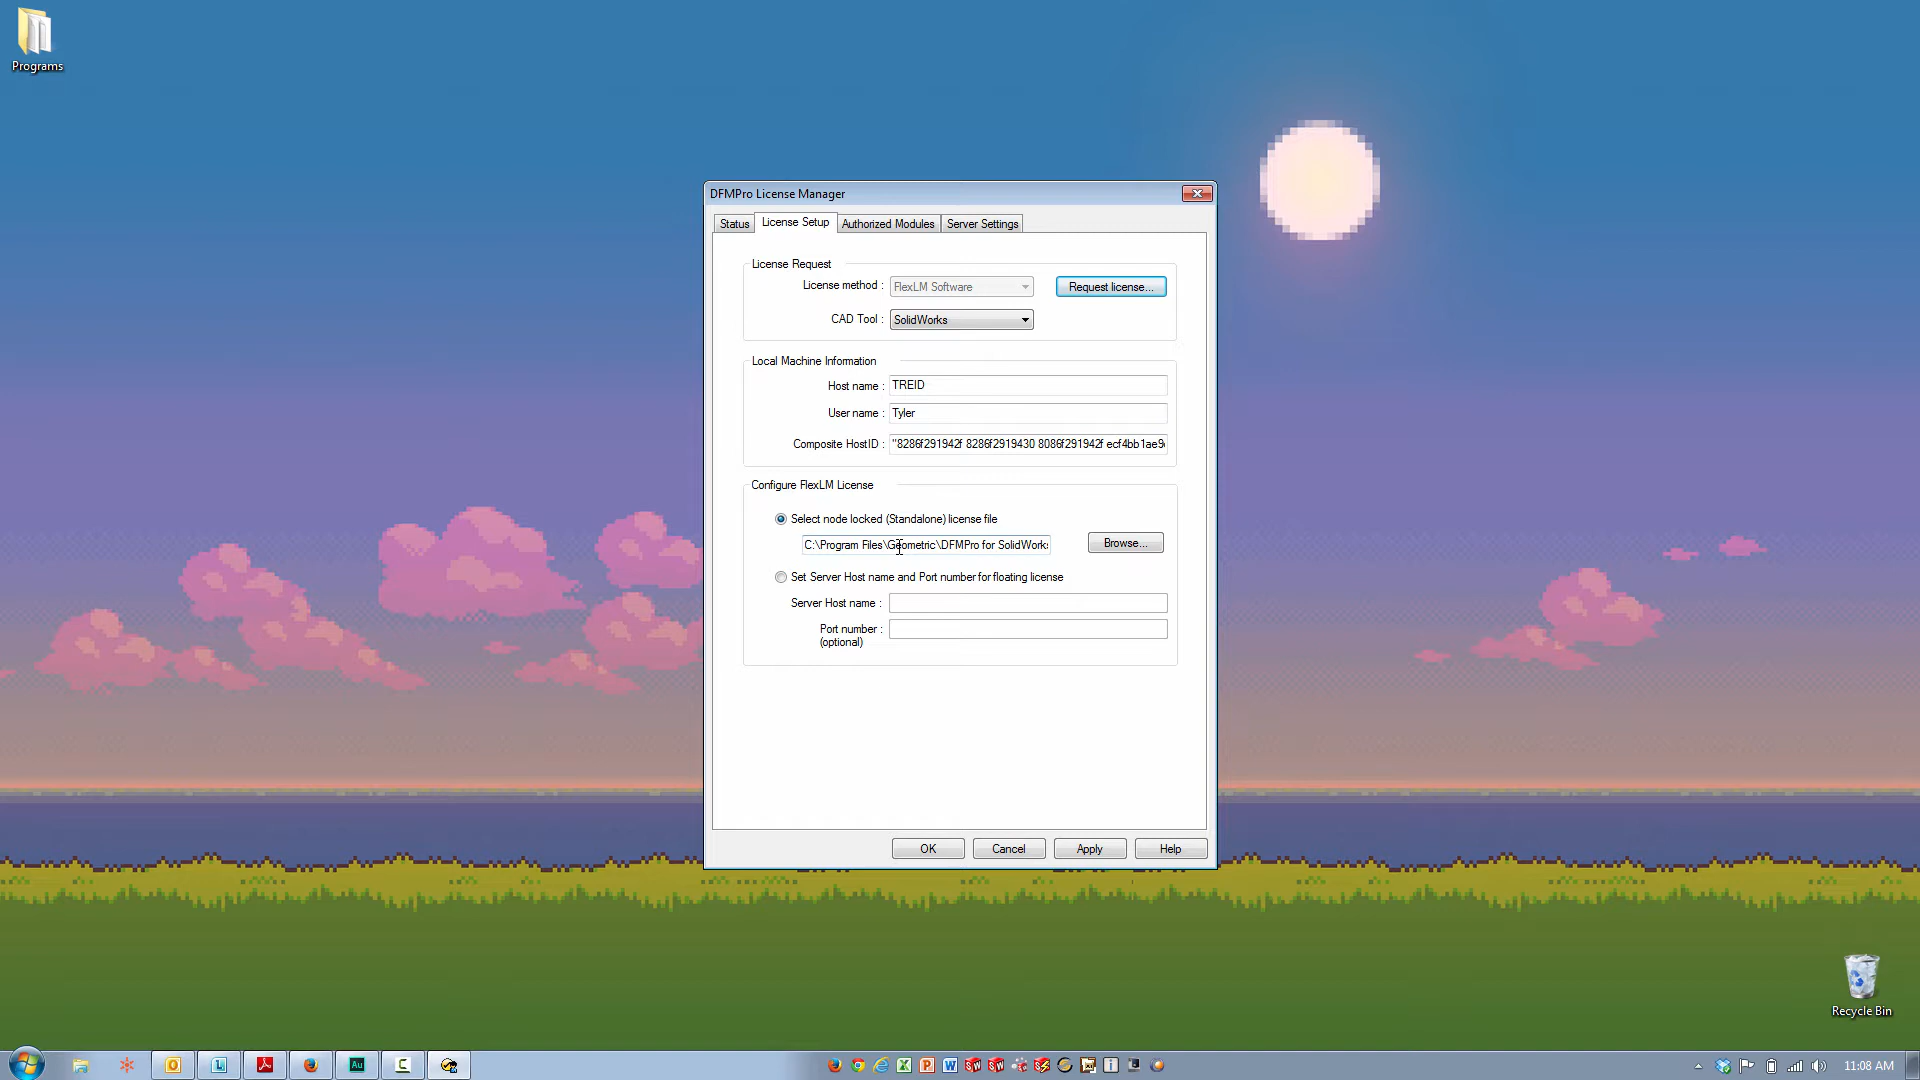 Programs
DFMPro License Manager
Status
License Setup
Authorized Modules
Server Settings
License Request
License method :
FlexLM Software
Request license...
CAD Tool :
SolidWorks
Local Machine Information
Host name :
TREID
User name :
Tyler
Composite HostID :
"8286f291942f 8286f2919430 8086f291942f ecf4bb1ae9
Configure FlexLM License
Select node locked (Standalone) license file
C:\Program Files\Geometric\DFMPro for SolidWorks
Browse...
Set Server Host name and Port number for floating license
Server Host name :
Port number :
(optional)
OK
Cancel
Apply
Help
Recycle Bin
11:08 AM